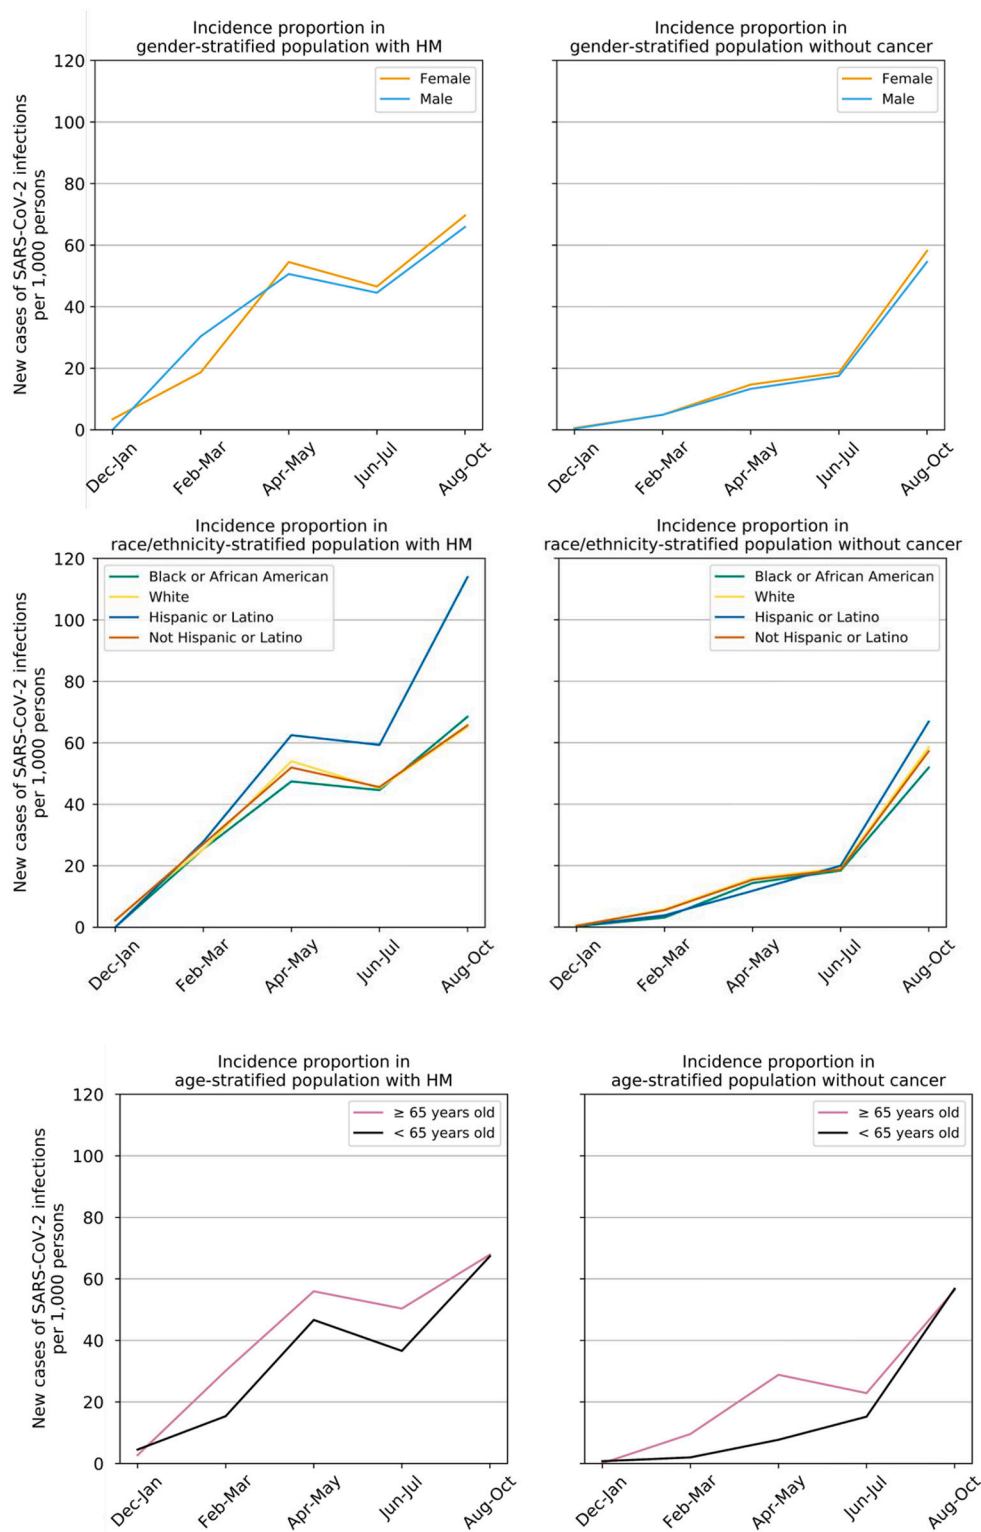 Incidence proportion in
gender-stratified population with HM
New cases of SARS-CoV-2 infections
per 1,000 persons
120
100
80
60
40
20
0
Female
Male
Dec-Jan
Feb-Mar
Apr-May
Jun-Jul
Aug-Oct
Incidence proportion in
gender-stratified population without cancer
Female
Male
Dec-Jan
Feb-Mar
Apr-May
Jun-Jul
Aug-Oct
Incidence proportion in
race/ethnicity-stratified population with HM
New cases of SARS-CoV-2 infections
per 1,000 persons
120
100
80
60
40
20
0
Black or African American
White
Hispanic or Latino
Not Hispanic or Latino
Dec-Jan
Feb-Mar
Apr-May
Jun-Jul
Aug-Oct
Incidence proportion in
race/ethnicity-stratified population without cancer
Black or African American
White
Hispanic or Latino
Not Hispanic or Latino
Dec-Jan
Feb-Mar
Apr-May
Jun-Jul
Aug-Oct
Incidence proportion in
age-stratified population with HM
New cases of SARS-CoV-2 infections
per 1,000 persons
120
100
80
60
40
20
0
≥ 65 years old
< 65 years old
Dec-Jan
Feb-Mar
Apr-May
Jun-Jul
Aug-Oct
Incidence proportion in
age-stratified population without cancer
≥ 65 years old
< 65 years old
Dec-Jan
Feb-Mar
Apr-May
Jun-Jul
Aug-Oct